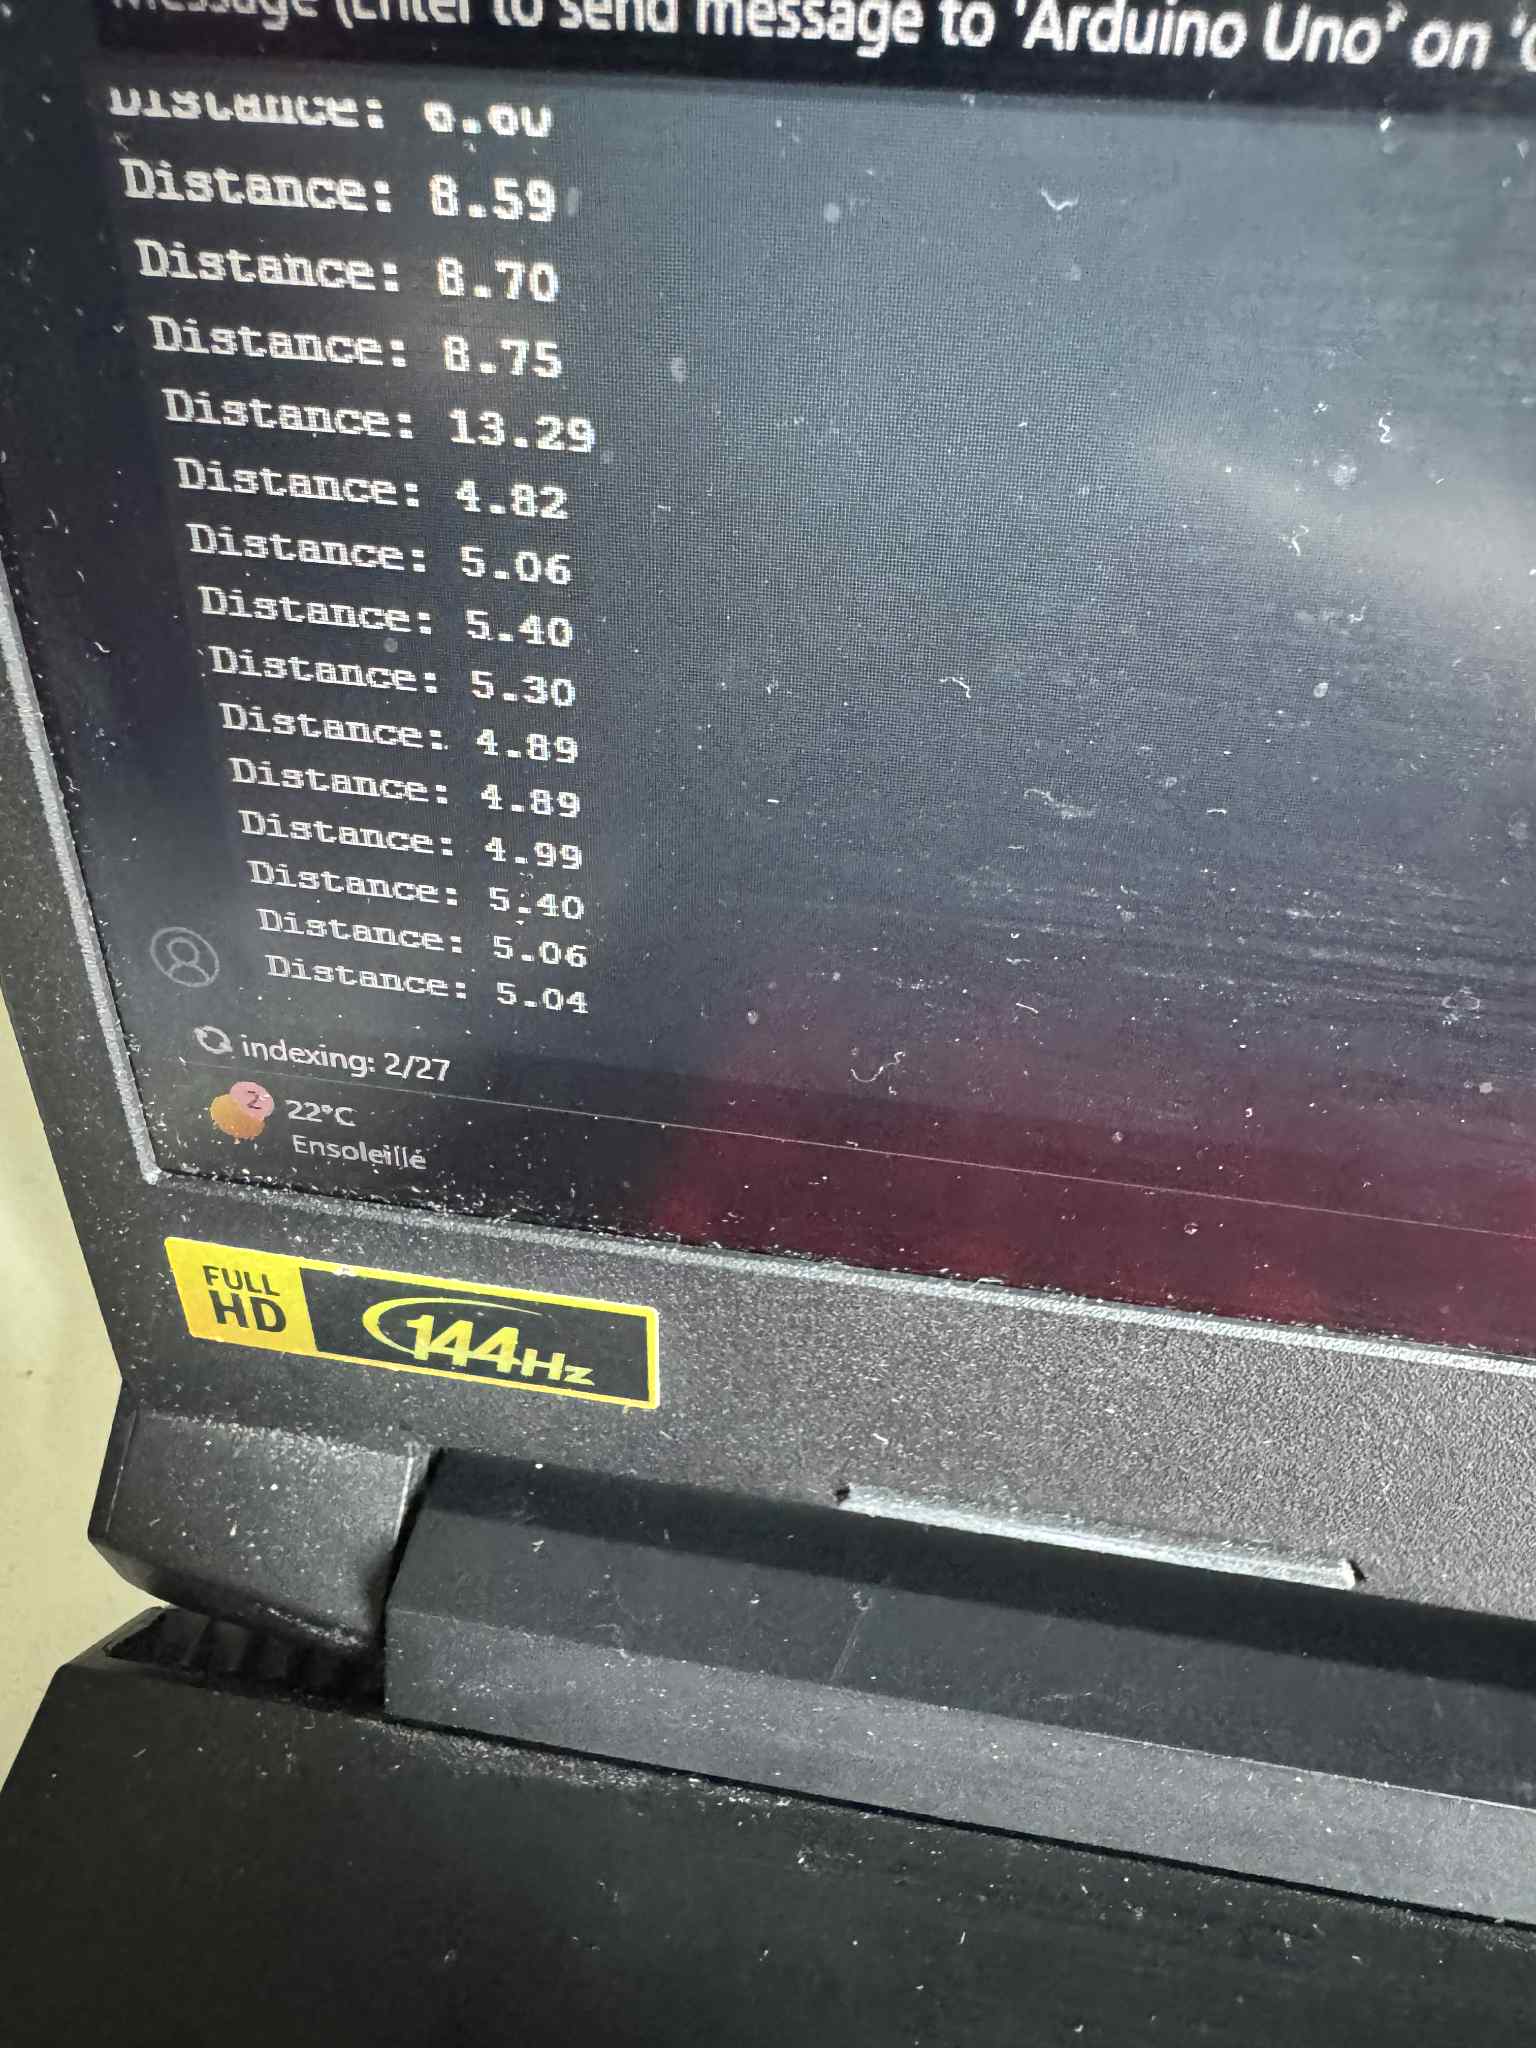 Message (Enter to send message to 'Arduino Uno' on
Distance:
Distance: 8.59
Distance: 8.70
Distance: 8.75
Distance: 13.29
Distance: 4.82
Distance: 5.06
Distance: 5.40
Distance: 5.30
Distance: 4.89
Distance: 4.89
Distance: 4.99
Distance: 5.40
Distance: 5.06
Distance: 5.04
indexing: 2/27
2
22°C
Ensoleillé
FULL
HD
144Hz